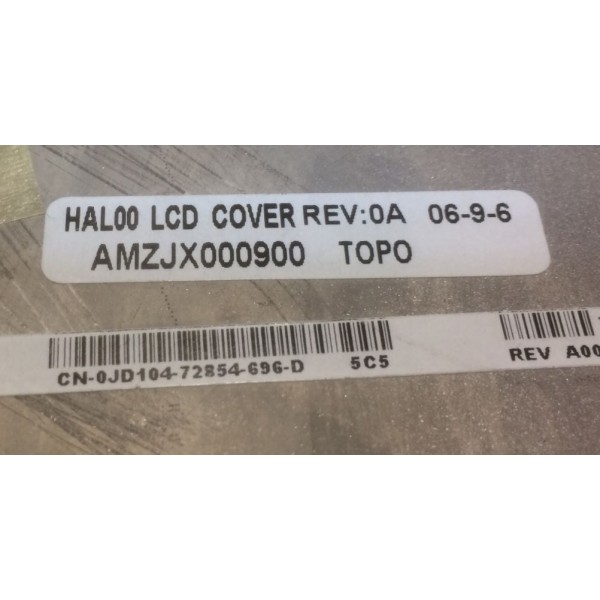 HAL00 LCD COVER REV:0A 06-9-6
AMZJX000900 TOPO
CN-0JD104-72854-696-D 5C5
REV A00